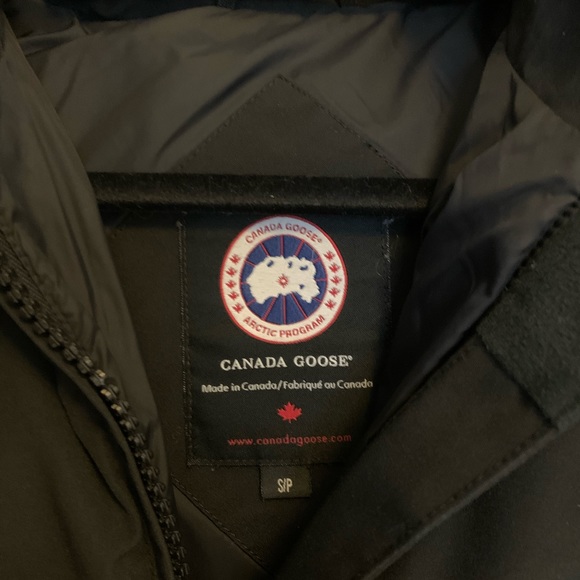 CANADA GOOSE®
ARCTIC PROGRAM
CANADA GOOSE®
Made in Canada/Fabriqué au Canada
www.canadagoose.com
S/P